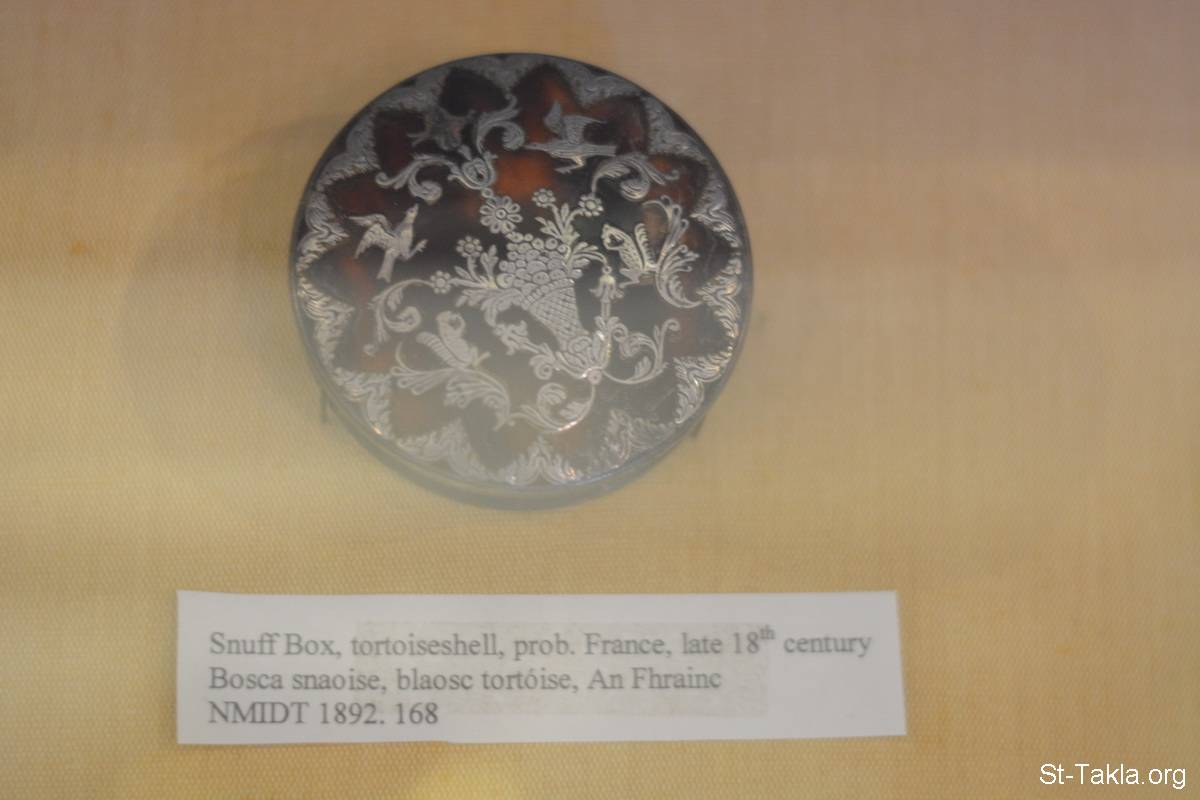 Snuff Box, tortoiseshell, prob. France, late 18th century
Bosca snaoise, blaosc tortóise, An Fhrainc
NMIDT 1892. 168
St-Takla.org